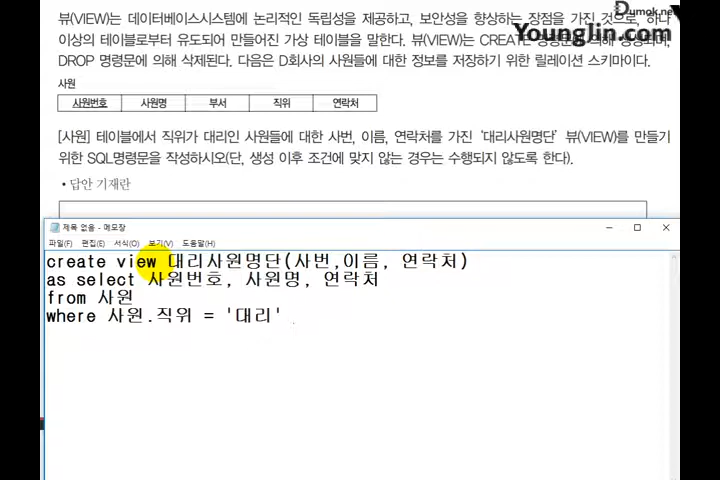 Dumok.ne
Younglin.com
뷰(VIEW)는 데이터베이스시스템에 논리적인 독립성을 제공하고, 보안성을 향상하는 장점을 가진 것으로, 하나
이상의 테이블로부터 유도되어 만들어진 가상 테이블을 말한다. 뷰(VIEW)는 CREATE 명령문에 의해 생성되며,
DROP 명령문에 의해 삭제된다. 다음은 D회사의 사원들에 대한 정보를 저장하기 위한 릴레이션 스키마이다.
사원
사원번호 사원명 부서 직위 연락처
[사원] 테이블에서 직위가 대리인 사원들에 대한 사번, 이름, 연락처를 가진 ‘대리사원명단’ 뷰(VIEW)를 만들기
위한 SQL명령문을 작성하시오(단, 생성 이후 조건에 맞지 않는 경우는 수행되지 않도록 한다).
• 답안 기재란
제목 없음 - 메모장
파일(F) 편집(E) 서식(O) 보기(V) 도움말(H)
create view 대리사원명단(사번,이름, 연락처)
as select 사원번호, 사원명, 연락처
from 사원
where 사원.직위 = '대리'